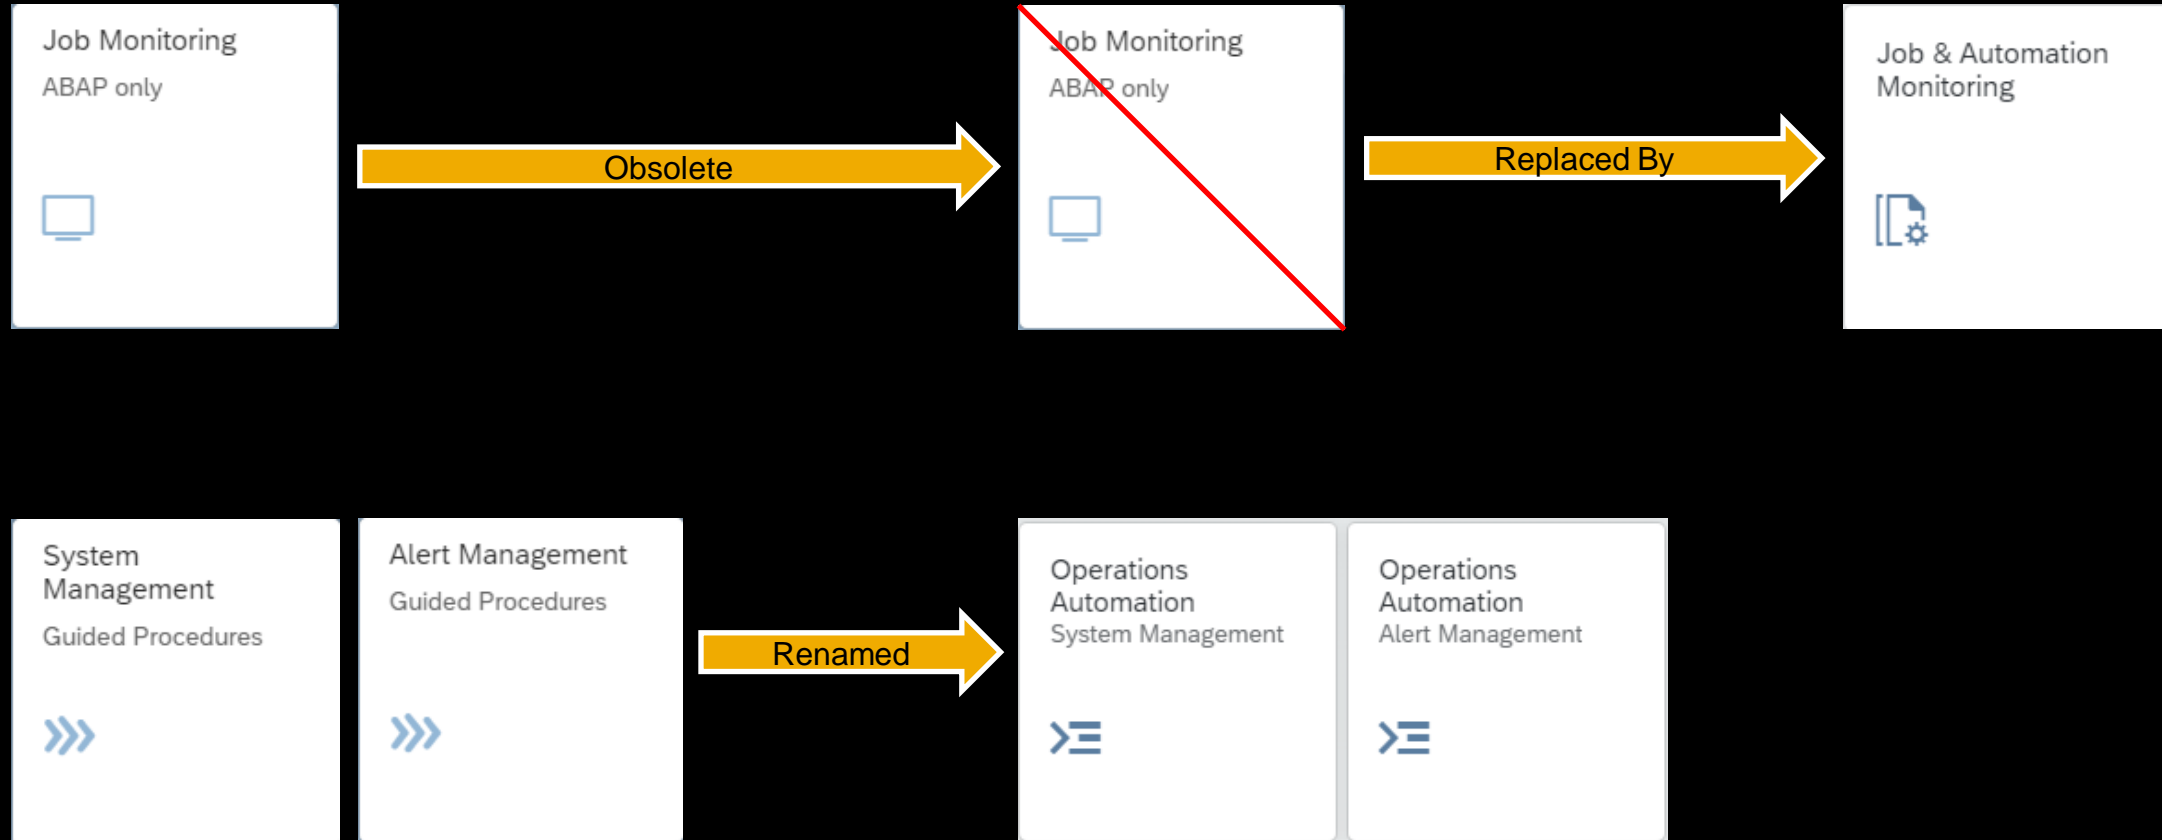 Job Monitoring
ABAP only
Obsolete
Job Monitoring
ABAP only
Replaced By
Job & Automation
Monitoring
System
Management
Guided Procedures
Alert Management
Guided Procedures
Renamed
Operations
Automation
System Management
Operations
Automation
Alert Management